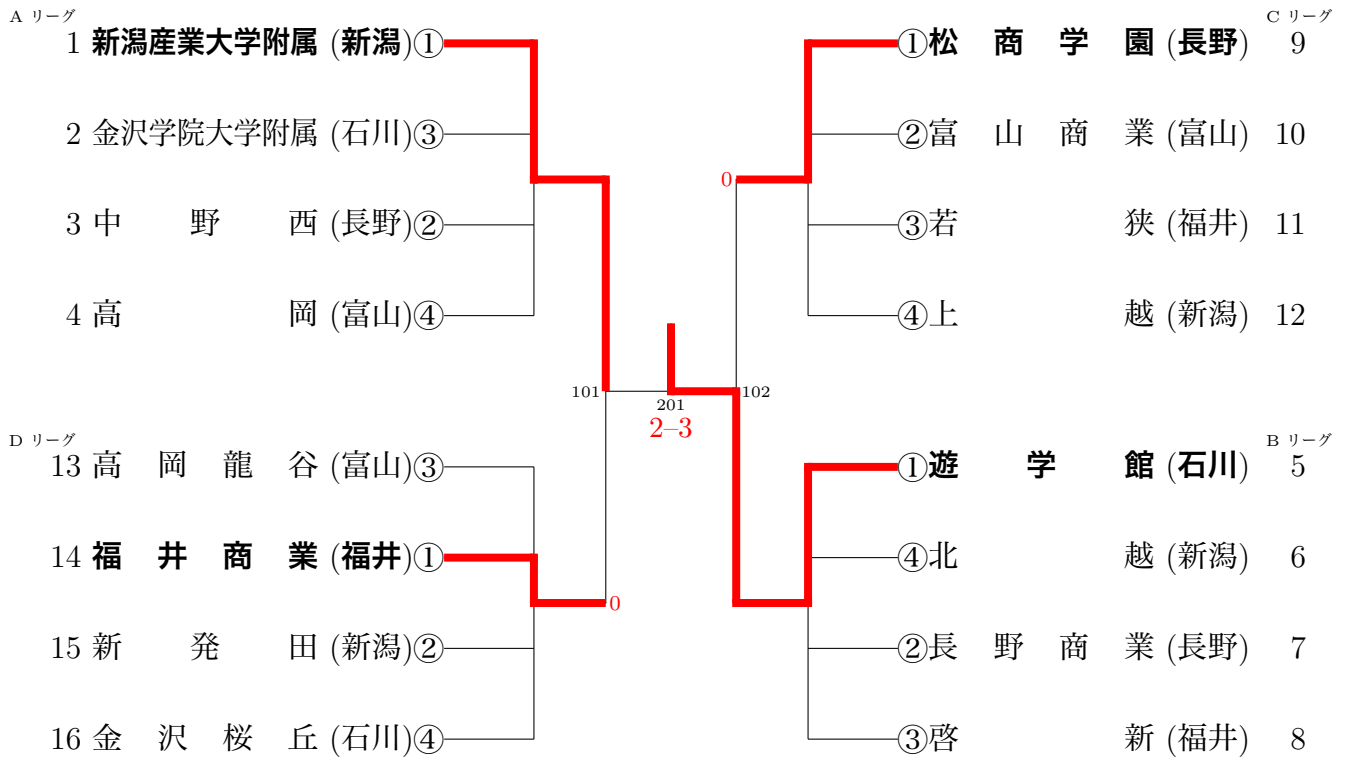 A リーグ
1 新潟産業大学附属 (新潟)①
2 金沢学院大学附属 (石川)③
3 中野西 (長野)②
4 高岡 (富山)④
C リーグ
①松商学園 (長野) 9
②富山商業 (富山) 10
③若狭 (福井) 11
④上越 (新潟) 12
0
101
102
201
2–3
D リーグ
13 高岡龍谷 (富山)③
14 福井商業 (福井)①
15 新発田 (新潟)②
16 金沢桜丘 (石川)④
0
B リーグ
①遊学館 (石川) 5
④北越 (新潟) 6
②長野商業 (長野) 7
③啓新 (福井) 8